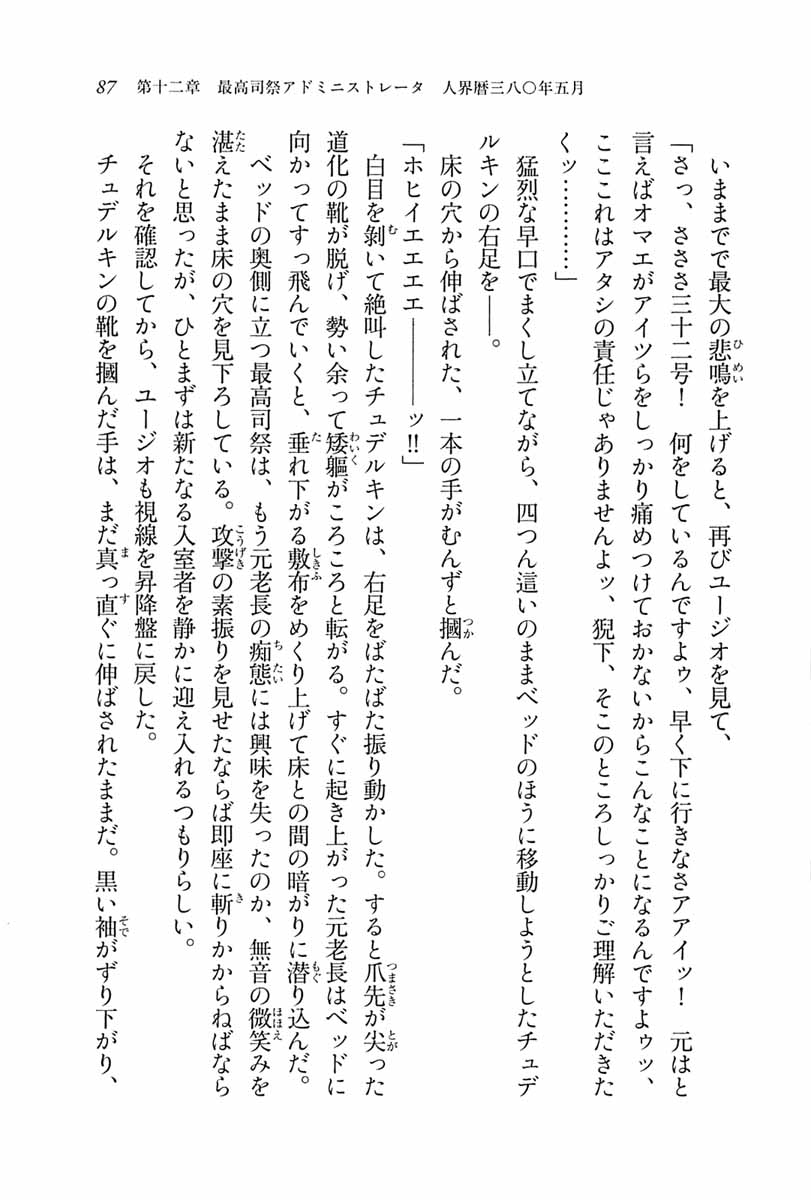 87　第十二章　最高司祭アドミニストレータ　人界暦三八〇年五月
　いままでで最大の悲鳴を上げると、再びユージオを見て、
「さっ、さささ三十二号！　何をしているんですよゥ、早く下に行きなさアアイッ！　元はと
言えばオマエがアイツらをしっかり痛めつけておかないからこんなことになるんですよゥッ、
こここれはアタシの責任じゃありませんよッ、猊下、そこのところしっかりご理解いただきた
くッ…………」
　猛烈な早口でまくし立てながら、四つん這いのままベッドのほうに移動しようとしたチュデ
ルキンの右足を――。
　床の穴から伸ばされた、一本の手がむんずと摑んだ。
「ホヒイエエエエ――――ッ!!」
　白目を剝いて絶叫したチュデルキンは、右足をばたばた振り動かした。すると爪先が尖った
道化の靴が脱げ、勢い余って矮軀がころころと転がる。すぐに起き上がった元老長はベッドに
向かってすっ飛んでいくと、垂れ下がる敷布をめくり上げて床との間の暗がりに潜り込んだ。
　ベッドの奥側に立つ最高司祭は、もう元老長の痴態には興味を失ったのか、無音の微笑みを
湛えたまま床の穴を見下ろしている。攻撃の素振りを見せたならば即座に斬りかからねばなら
ないと思ったが、ひとまずは新たなる入室者を静かに迎え入れるつもりらしい。
　それを確認してから、ユージオも視線を昇降盤に戻した。
　チュデルキンの靴を摑んだ手は、まだ真っ直ぐに伸ばされたままだ。黒い袖がずり下がり、